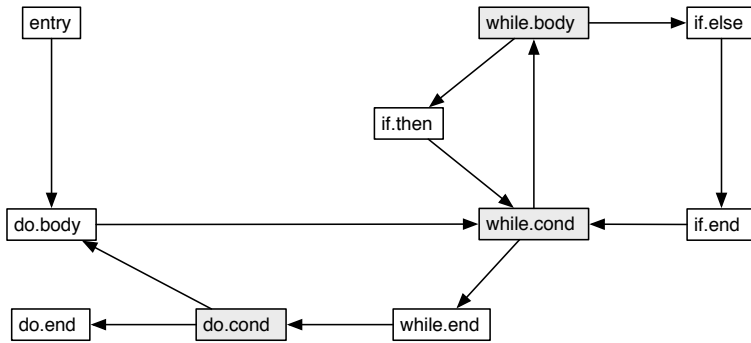 entry
while.body
if.else
if.then
do.body
while.cond
if.end
do.end
do.cond
while.end